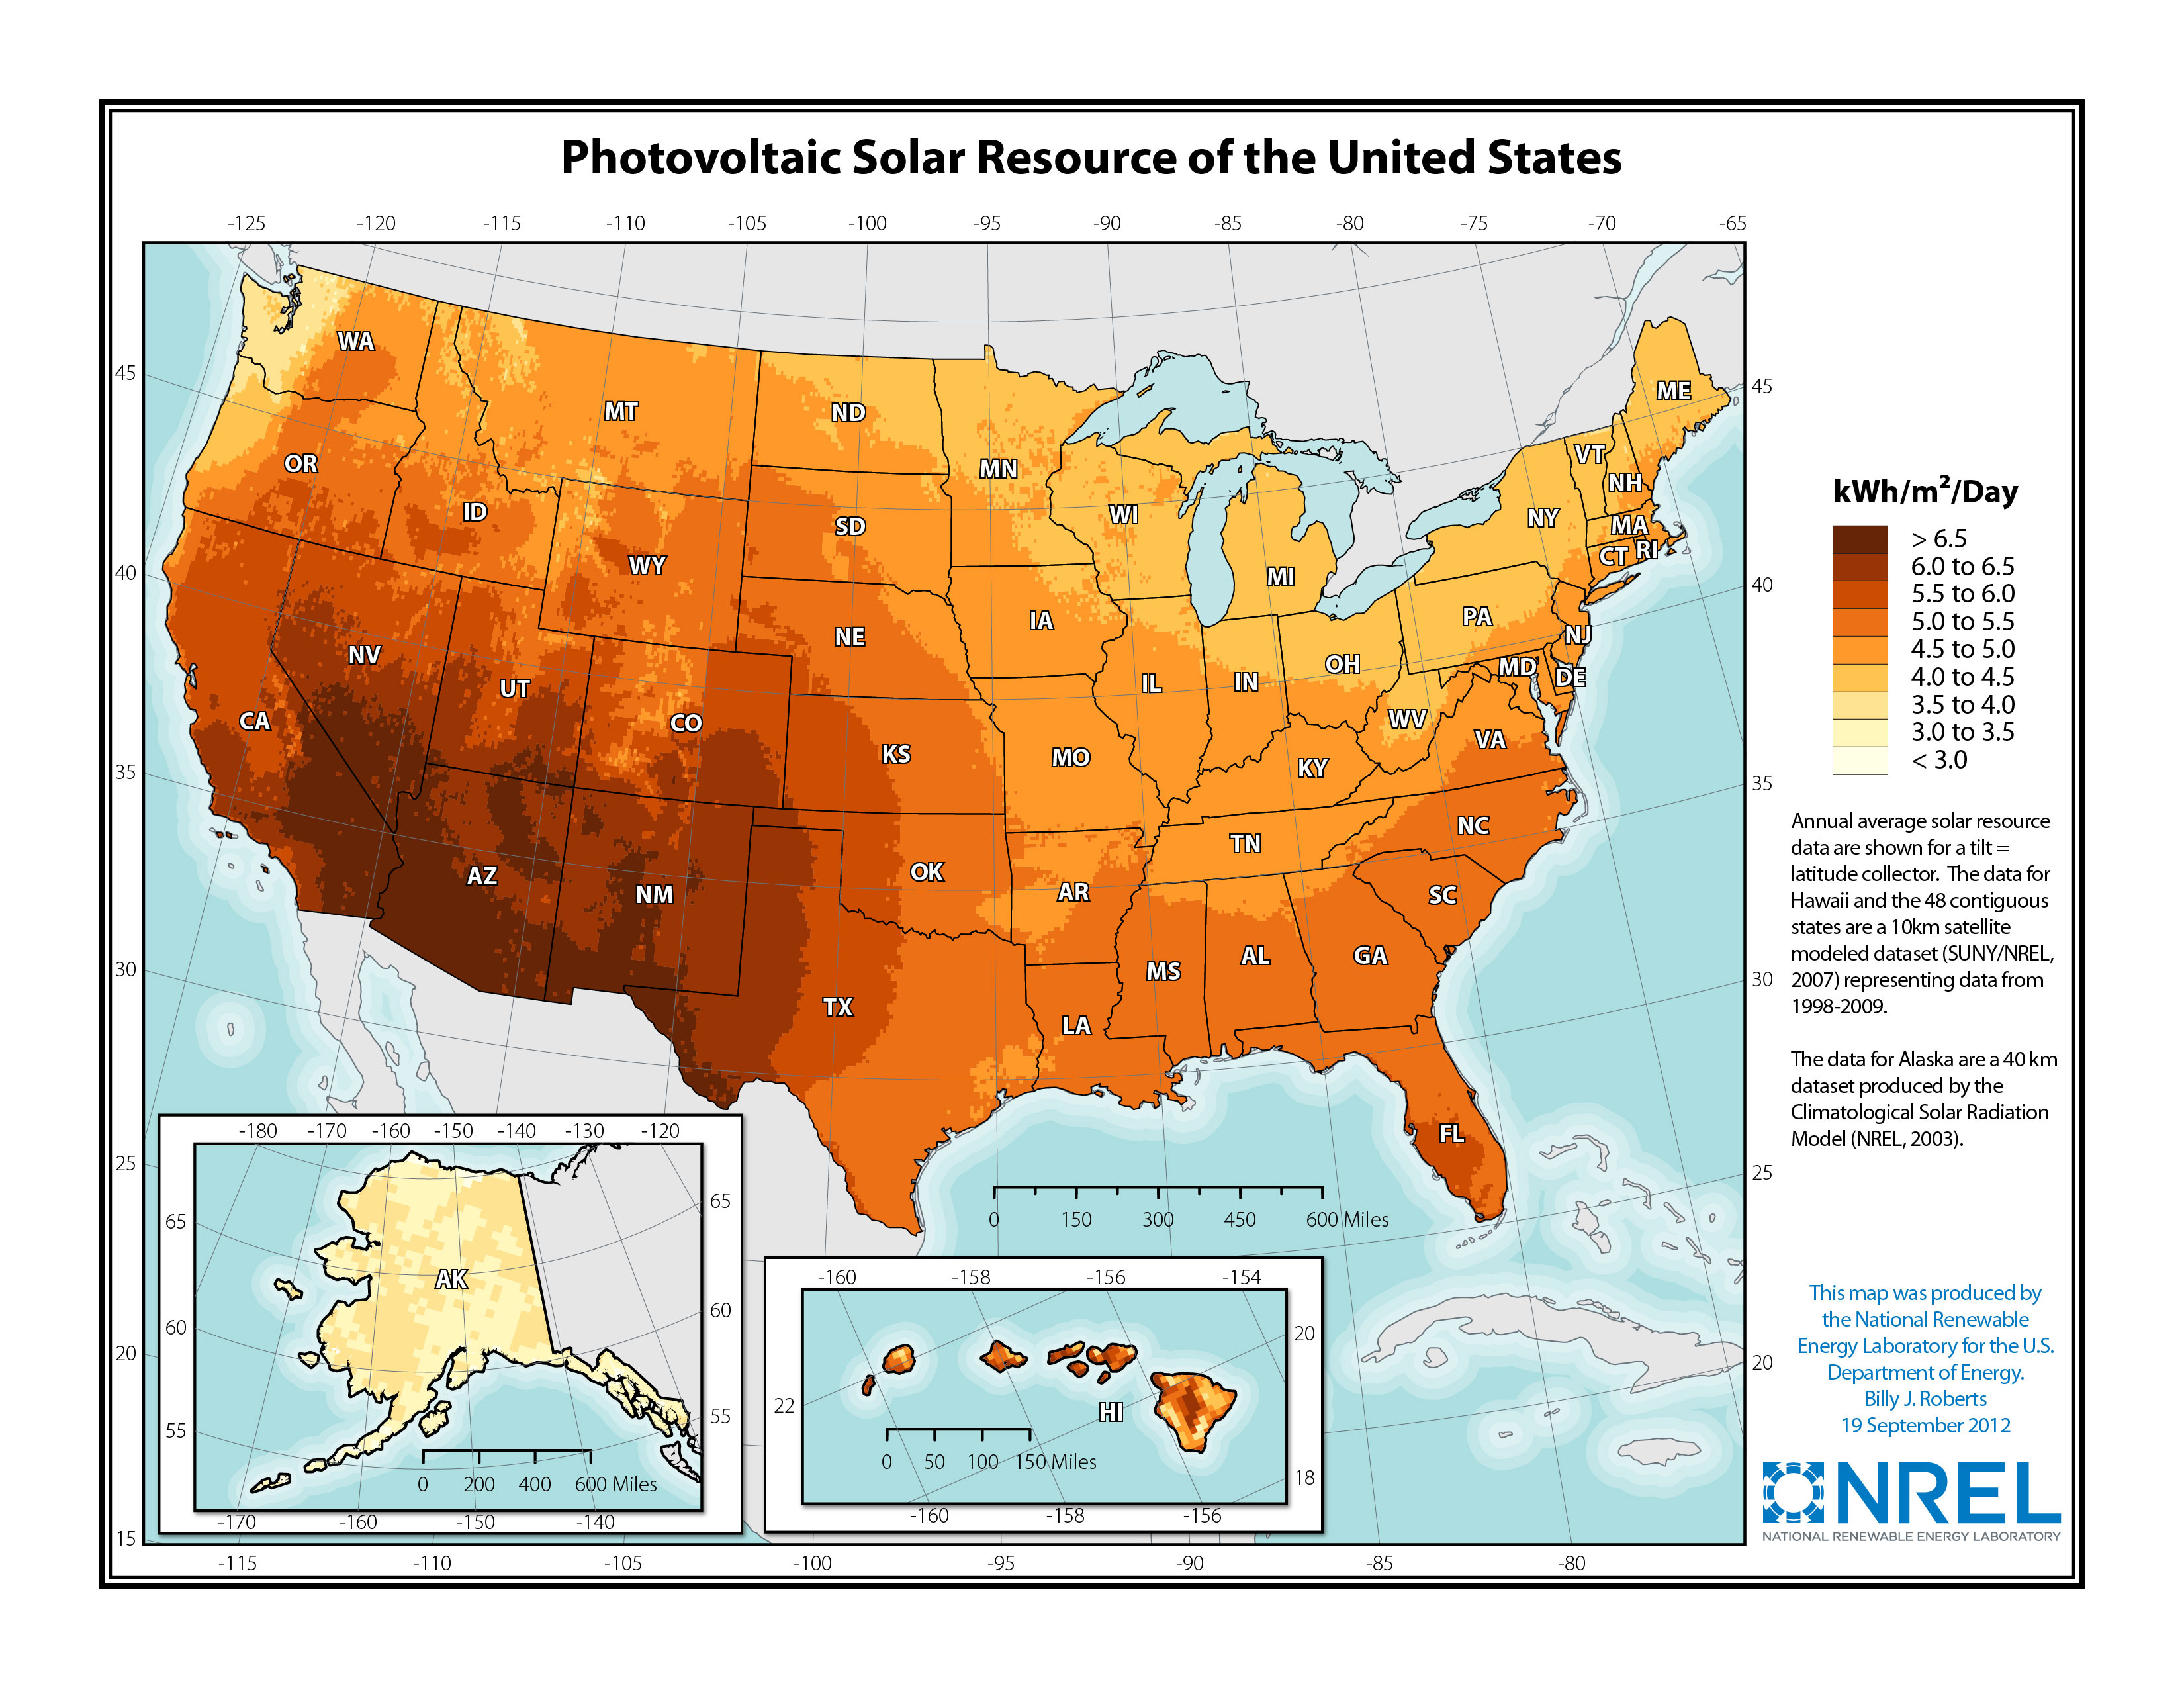 Photovoltaic Solar Resource of the United States
-125 -120 -115 -110 -105 -100 -95 -90 -85 -80 -75 -70 -65
45
40
35
30
25
20
15
45
40
35
30
25
20
-115 -110 -105 -100 -95 -90 -85 -80
WA
OR
CA
ID
NV
MT
WY
UT
CO
AZ
NM
ND
SD
NE
KS
OK
TX
MN
IA
MO
AR
LA
WI
IL
MI
IN
OH
KY
TN
MS
AL
GA
FL
SC
NC
VA
WV
PA
NY
VT
NH
ME
MA
CT
RI
NJ
MD
DE
0 150 300 450 600 Miles
-180 -170 -160 -150 -140 -130 -120
65
60
55
65
60
55
AK
0 200 400 600 Miles
-170 -160 -150 -140
-160 -158 -156 -154
20
22
18
HI
0 50 100 150 Miles
-160 -158 -156
kWh/m²/Day
> 6.5
6.0 to 6.5
5.5 to 6.0
5.0 to 5.5
4.5 to 5.0
4.0 to 4.5
3.5 to 4.0
3.0 to 3.5
< 3.0
Annual average solar resource
data are shown for a tilt =
latitude collector. The data for
Hawaii and the 48 contiguous
states are a 10km satellite
modeled dataset (SUNY/NREL,
2007) representing data from
1998-2009.
The data for Alaska are a 40 km
dataset produced by the
Climatological Solar Radiation
Model (NREL, 2003).
This map was produced by
the National Renewable
Energy Laboratory for the U.S.
Department of Energy.
Billy J. Roberts
19 September 2012
NREL
NATIONAL RENEWABLE ENERGY LABORATORY